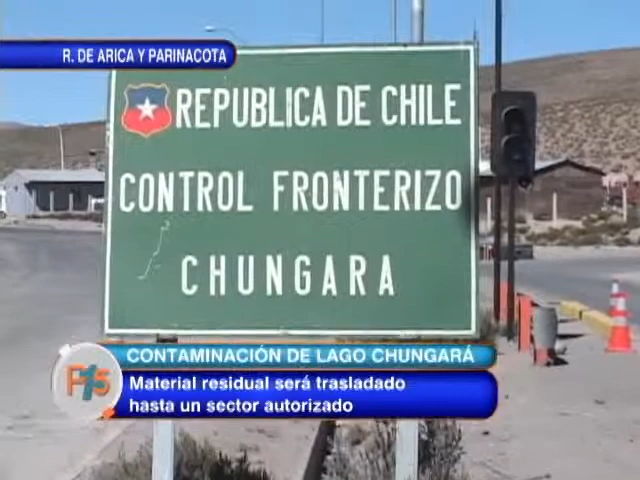 R. DE ARICA Y PARINACOTA
REPUBLICA DE CHILE
CONTROL FRONTERIZO
CHUNGARA
F15
CONTAMINACIÓN DE LAGO CHUNGARÁ
Material residual será trasladado
hasta un sector autorizado